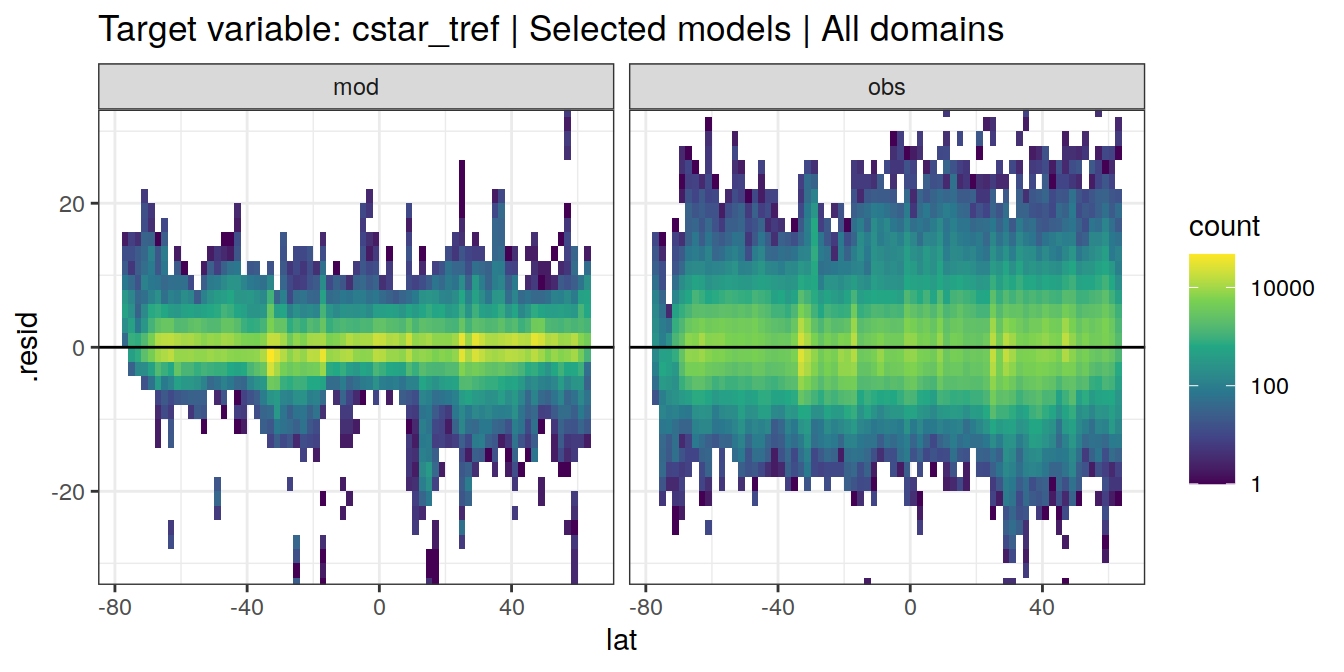 Target variable: cstar_tref | Selected models | All domains
mod
obs
20
0
-20
.resid
-80
-40
0
40
-80
-40
0
40
lat
count
10000
100
1